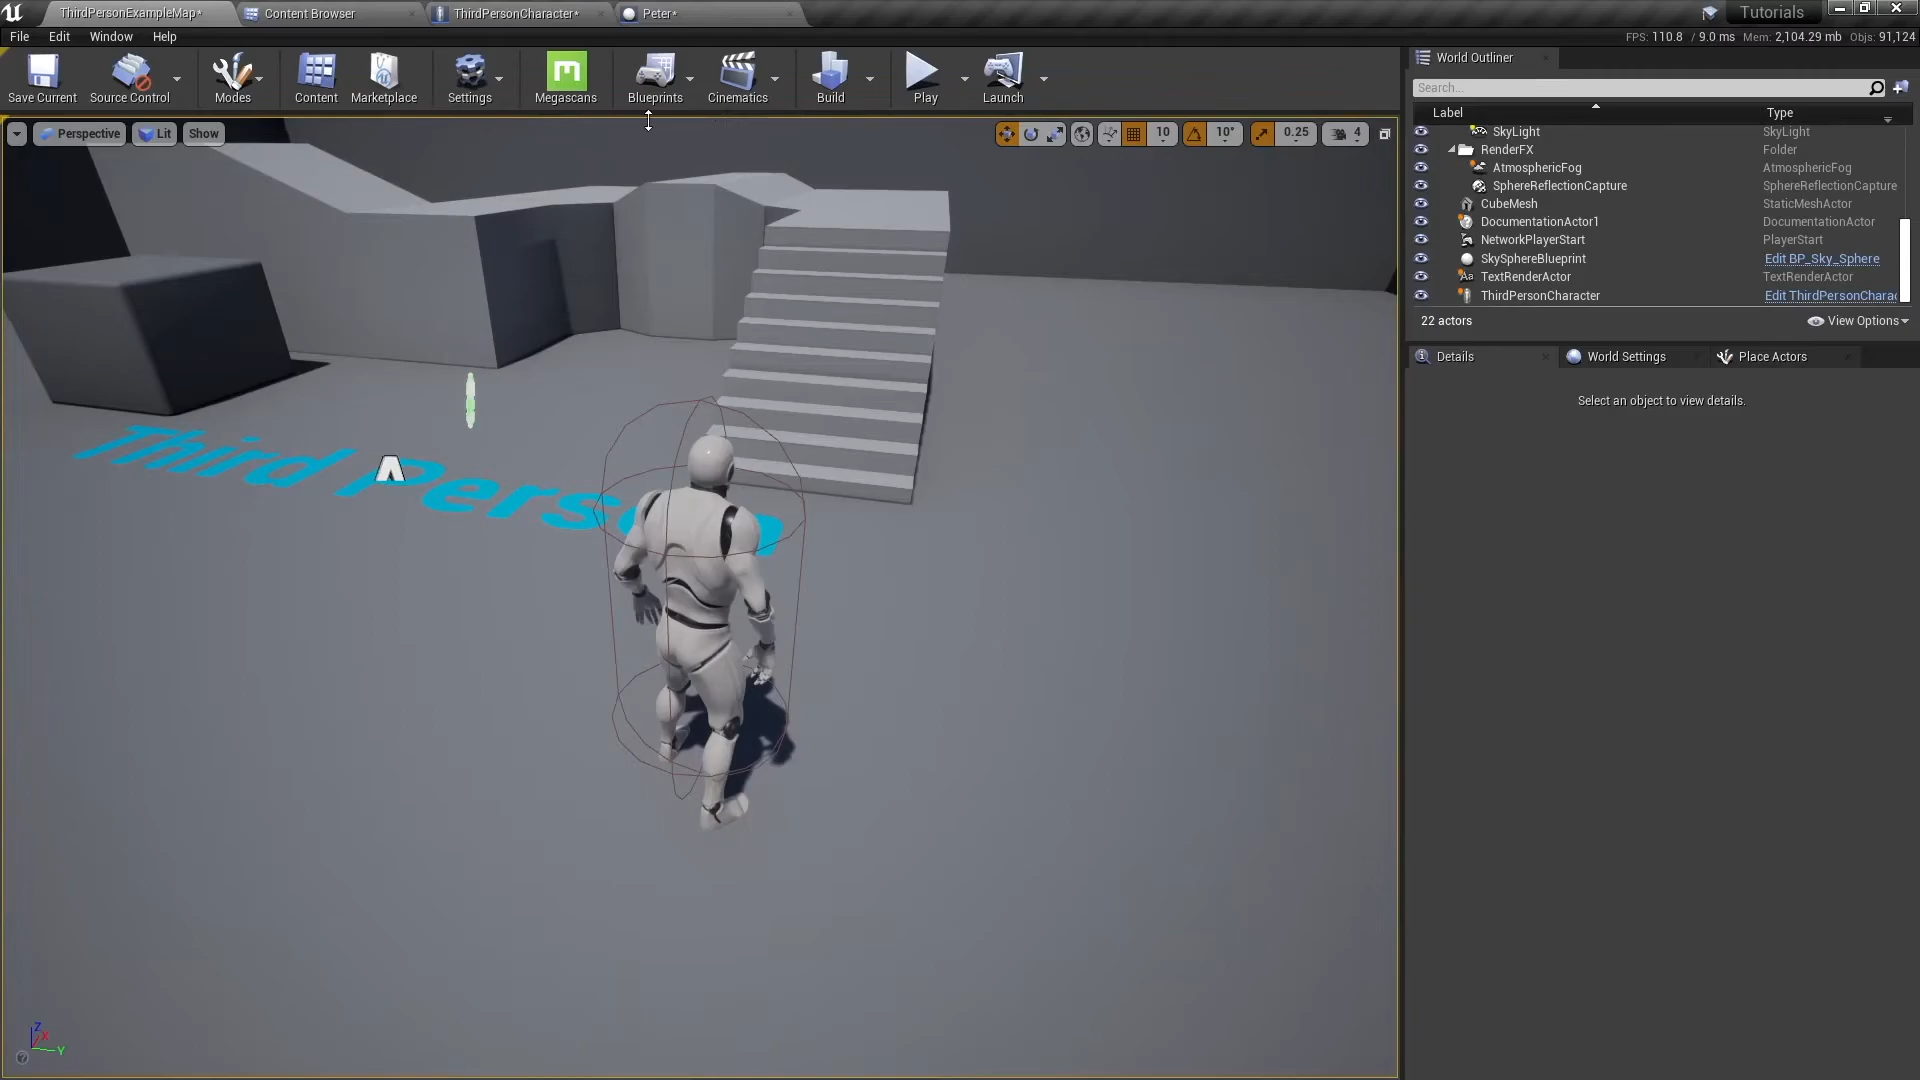 ThirdPersonExampleMap*
Content Browser
ThirdPersonCharacter*
Peter*
Tutorials
File Edit Window Help
FPS: 110.8 / 9.0 ms Mem: 2,104.29 mb Objs: 91,124
Save Current
Source Control
Modes
Content
Marketplace
Settings
Megascans
Blueprints
Cinematics
Build
Play
Launch
Perspective
Lit
Show
10
10°
0.25
4
Third Perso
World Outliner
Search...
Label Type
SkyLight SkyLight
RenderFX Folder
AtmosphericFog AtmosphericFog
SphereReflectionCapture SphereReflectionCapture
CubeMesh StaticMeshActor
DocumentationActor1 DocumentationActor
NetworkPlayerStart PlayerStart
SkySphereBlueprint Edit BP_Sky_Sphere
TextRenderActor TextRenderActor
ThirdPersonCharacter Edit ThirdPersonCharac
22 actors
View Options
Details
World Settings
Place Actors
Select an object to view details.
Z
X
Y